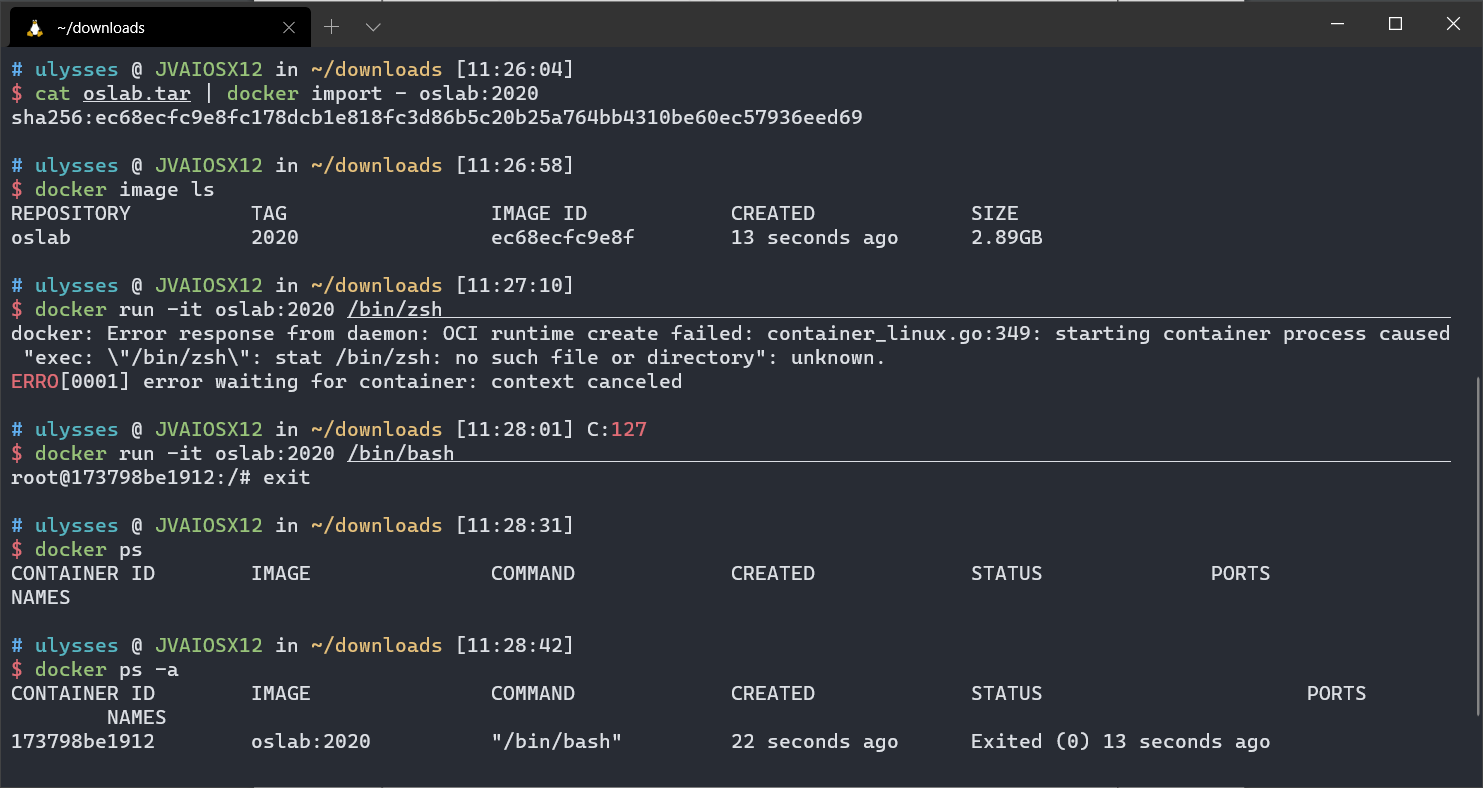 ~/downloads
# ulysses @ JVAIOSX12 in ~/downloads [11:26:04]
$ cat oslab.tar | docker import - oslab:2020
sha256:ec68ecfc9e8fc178dcb1e818fc3d86b5c20b25a764bb4310be60ec57936eed69
# ulysses @ JVAIOSX12 in ~/downloads [11:26:58]
$ docker image ls
REPOSITORY TAG IMAGE ID CREATED SIZE
oslab 2020 ec68ecfc9e8f 13 seconds ago 2.89GB
# ulysses @ JVAIOSX12 in ~/downloads [11:27:10]
$ docker run -it oslab:2020 /bin/zsh
docker: Error response from daemon: OCI runtime create failed: container_linux.go:349: starting container process caused
"exec: \"/bin/zsh\": stat /bin/zsh: no such file or directory": unknown.
ERRO[0001] error waiting for container: context canceled
# ulysses @ JVAIOSX12 in ~/downloads [11:28:01] C:127
$ docker run -it oslab:2020 /bin/bash
root@173798be1912:/# exit
# ulysses @ JVAIOSX12 in ~/downloads [11:28:31]
$ docker ps
CONTAINER ID IMAGE COMMAND CREATED STATUS PORTS
NAMES
# ulysses @ JVAIOSX12 in ~/downloads [11:28:42]
$ docker ps -a
CONTAINER ID IMAGE COMMAND CREATED STATUS PORTS
NAMES
173798be1912 oslab:2020 "/bin/bash" 22 seconds ago Exited (0) 13 seconds ago